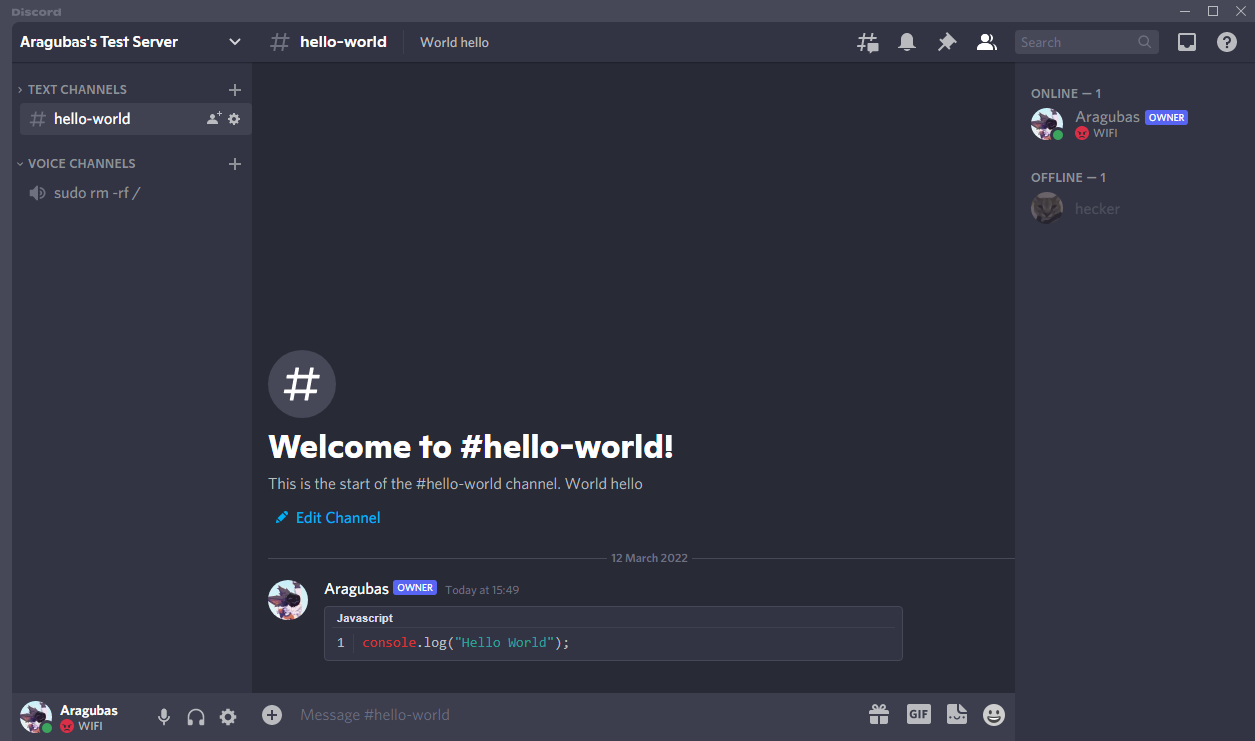 Discord
Aragubas's Test Server
hello-world
World hello
Search
TEXT CHANNELS
hello-world
VOICE CHANNELS
sudo rm -rf /
Welcome to #hello-world!
This is the start of the #hello-world channel. World hello
Edit Channel
12 March 2022
Aragubas OWNER Today at 15:49
Javascript
1 console.log("Hello World");
Aragubas
WIFI
Message #hello-world
GIF
ONLINE — 1
Aragubas OWNER
WIFI
OFFLINE — 1
hecker